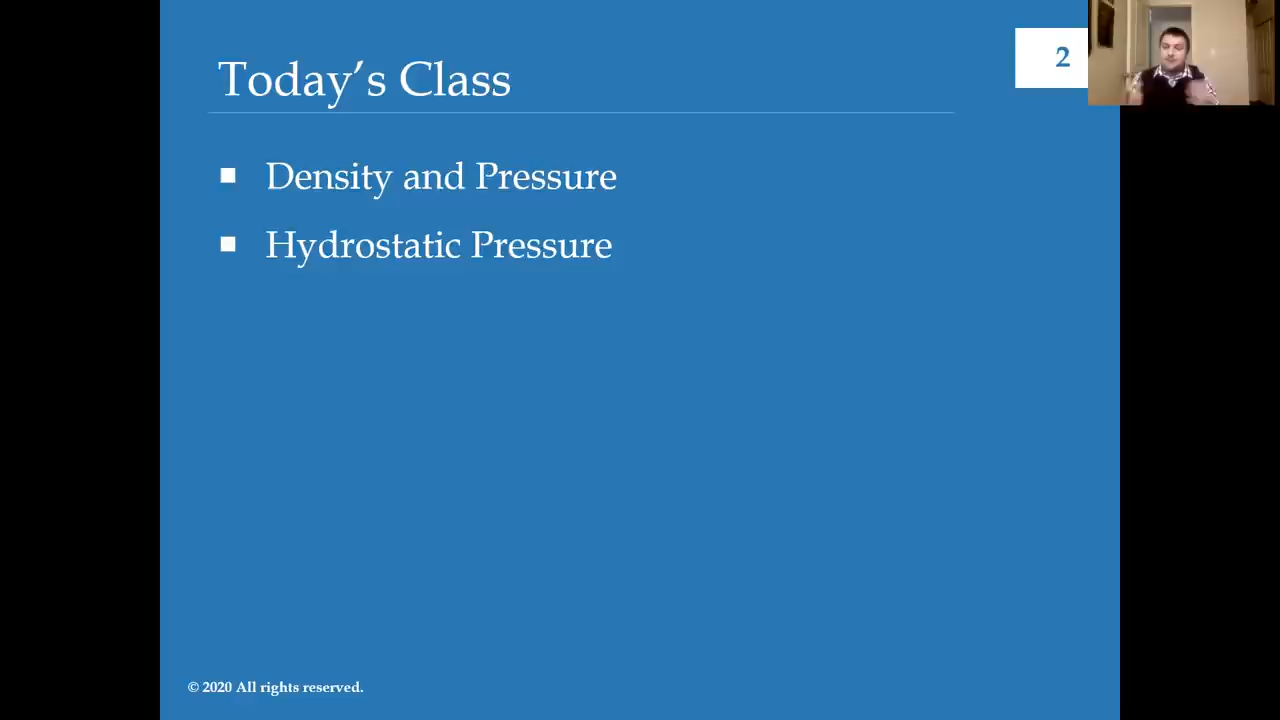 Today’s Class
2
Density and Pressure
Hydrostatic Pressure
© 2020 All rights reserved.